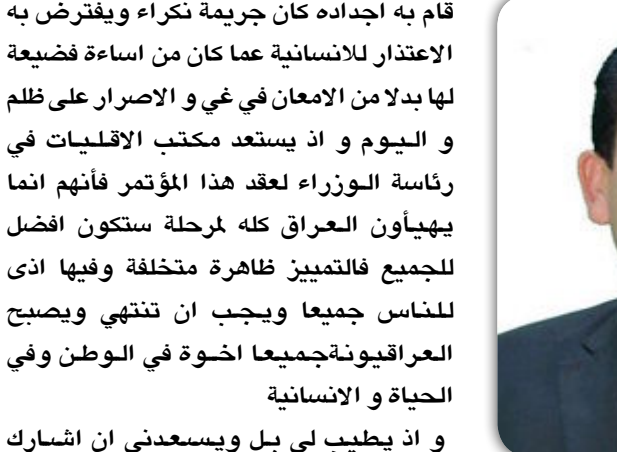 قام به اجداده كان جريمة نكراء ويفترض به
الاعتذار للانسانية عما كان من اساءة فضيعة
لها بدلا من الامعان في غي و الاصرار على ظلم
و اليوم و اذ يستعد مكتب الاقليات في
رئاسة الوزراء لعقد هذا المؤتمر فأنهم انما
يهيأون العراق كله لمرحلة ستكون افضل
للجميع فالتمييز ظاهرة متخلفة وفيها اذى
للناس جميعا ويجب ان تنتهي ويصبح
العراقيونةجميعا اخوة في الوطن وفي
الحياة و الانسانية
و اذ يطيب لي بل ويسعدني ان اشارك